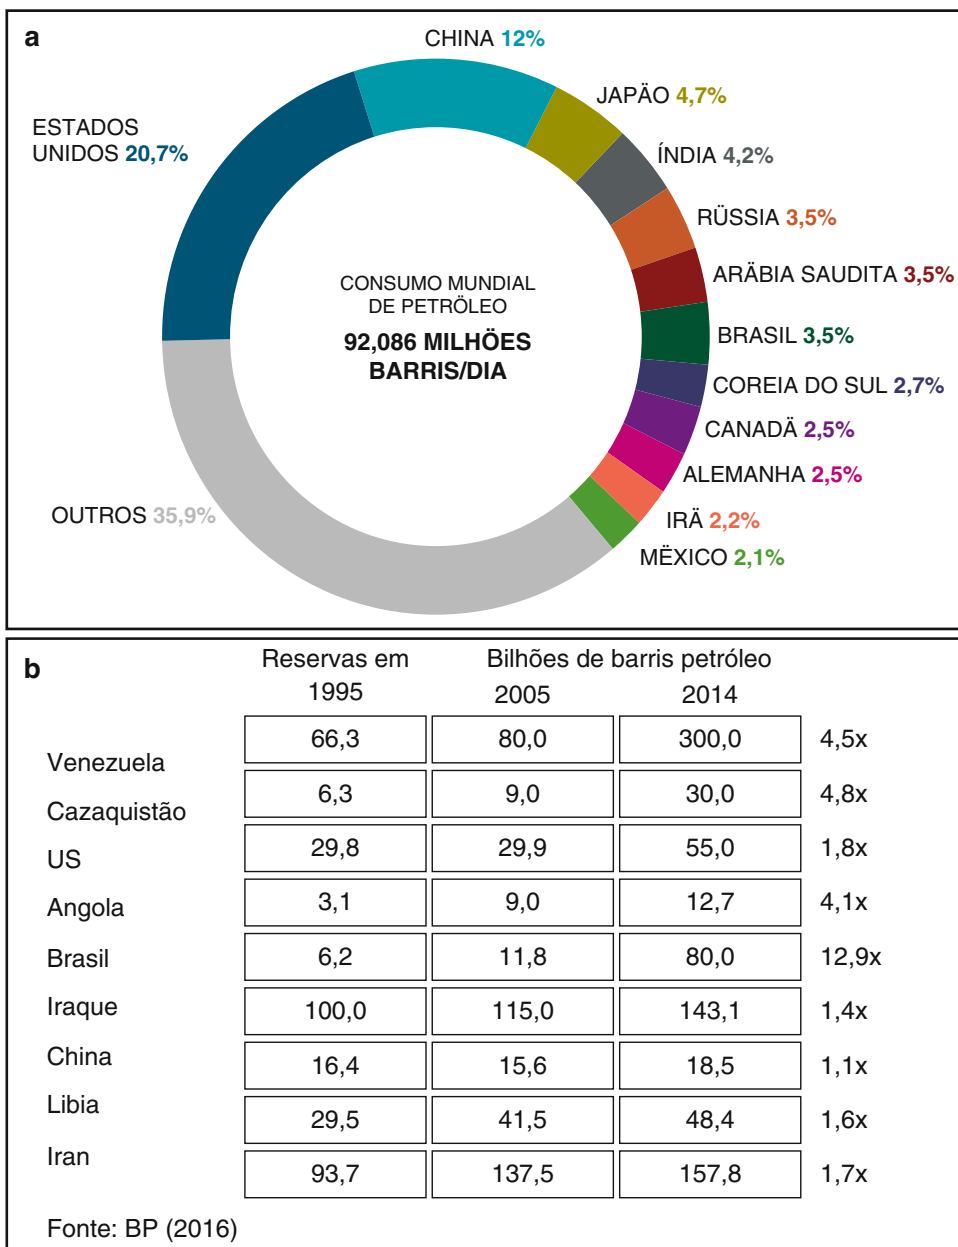 a
CHINA 12%
JAPÄO 4,7%
ESTADOS
UNIDOS 20,7%
ÍNDIA 4,2%
RÜSSIA 3,5%
ARÄBIA SAUDITA 3,5%
CONSUMO MUNDIAL
DE PETRÖLEO
92,086 MILHÖES
BARRIS/DIA
BRASIL 3,5%
COREIA DO SUL 2,7%
CANADÄ 2,5%
ALEMANHA 2,5%
OUTROS 35,9%
IRÄ 2,2%
MËXICO 2,1%
b
Reservas em Bilhões de barris petróleo
1995 2005 2014
Venezuela 66,3 80,0 300,0 4,5x
Cazaquistão 6,3 9,0 30,0 4,8x
US 29,8 29,9 55,0 1,8x
Angola 3,1 9,0 12,7 4,1x
Brasil 6,2 11,8 80,0 12,9x
Iraque 100,0 115,0 143,1 1,4x
China 16,4 15,6 18,5 1,1x
Libia 29,5 41,5 48,4 1,6x
Iran 93,7 137,5 157,8 1,7x
Fonte: BP (2016)